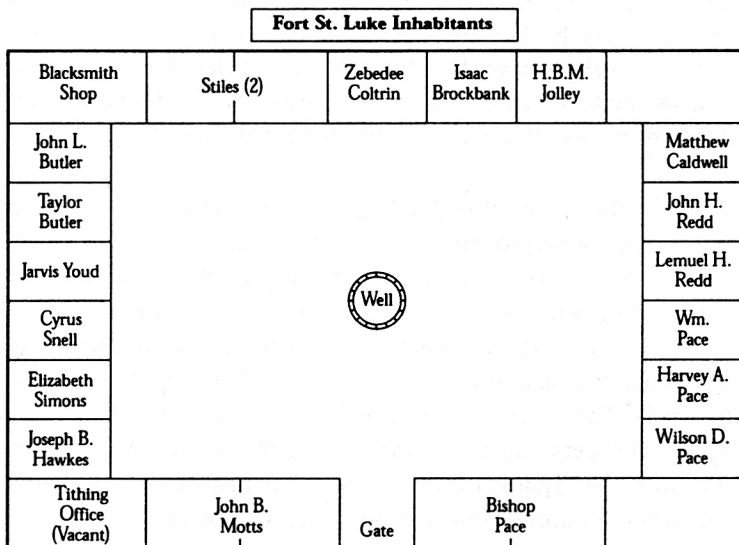 Fort St. Luke Inhabitants
Blacksmith
Shop
Stiles (2)
Zebedee
Coltrin
Isaac
Brockbank
H.B.M.
Jolley
John L.
Butler
Matthew
Caldwell
Taylor
Butler
John H.
Redd
Jarvis Youd
Lemuel H.
Redd
Well
Cyrus
Snell
Wm.
Pace
Elizabeth
Simons
Harvey A.
Pace
Joseph B.
Hawkes
Wilson D.
Pace
Tithing
Office
(Vacant)
John B.
Motts
Gate
Bishop
Pace